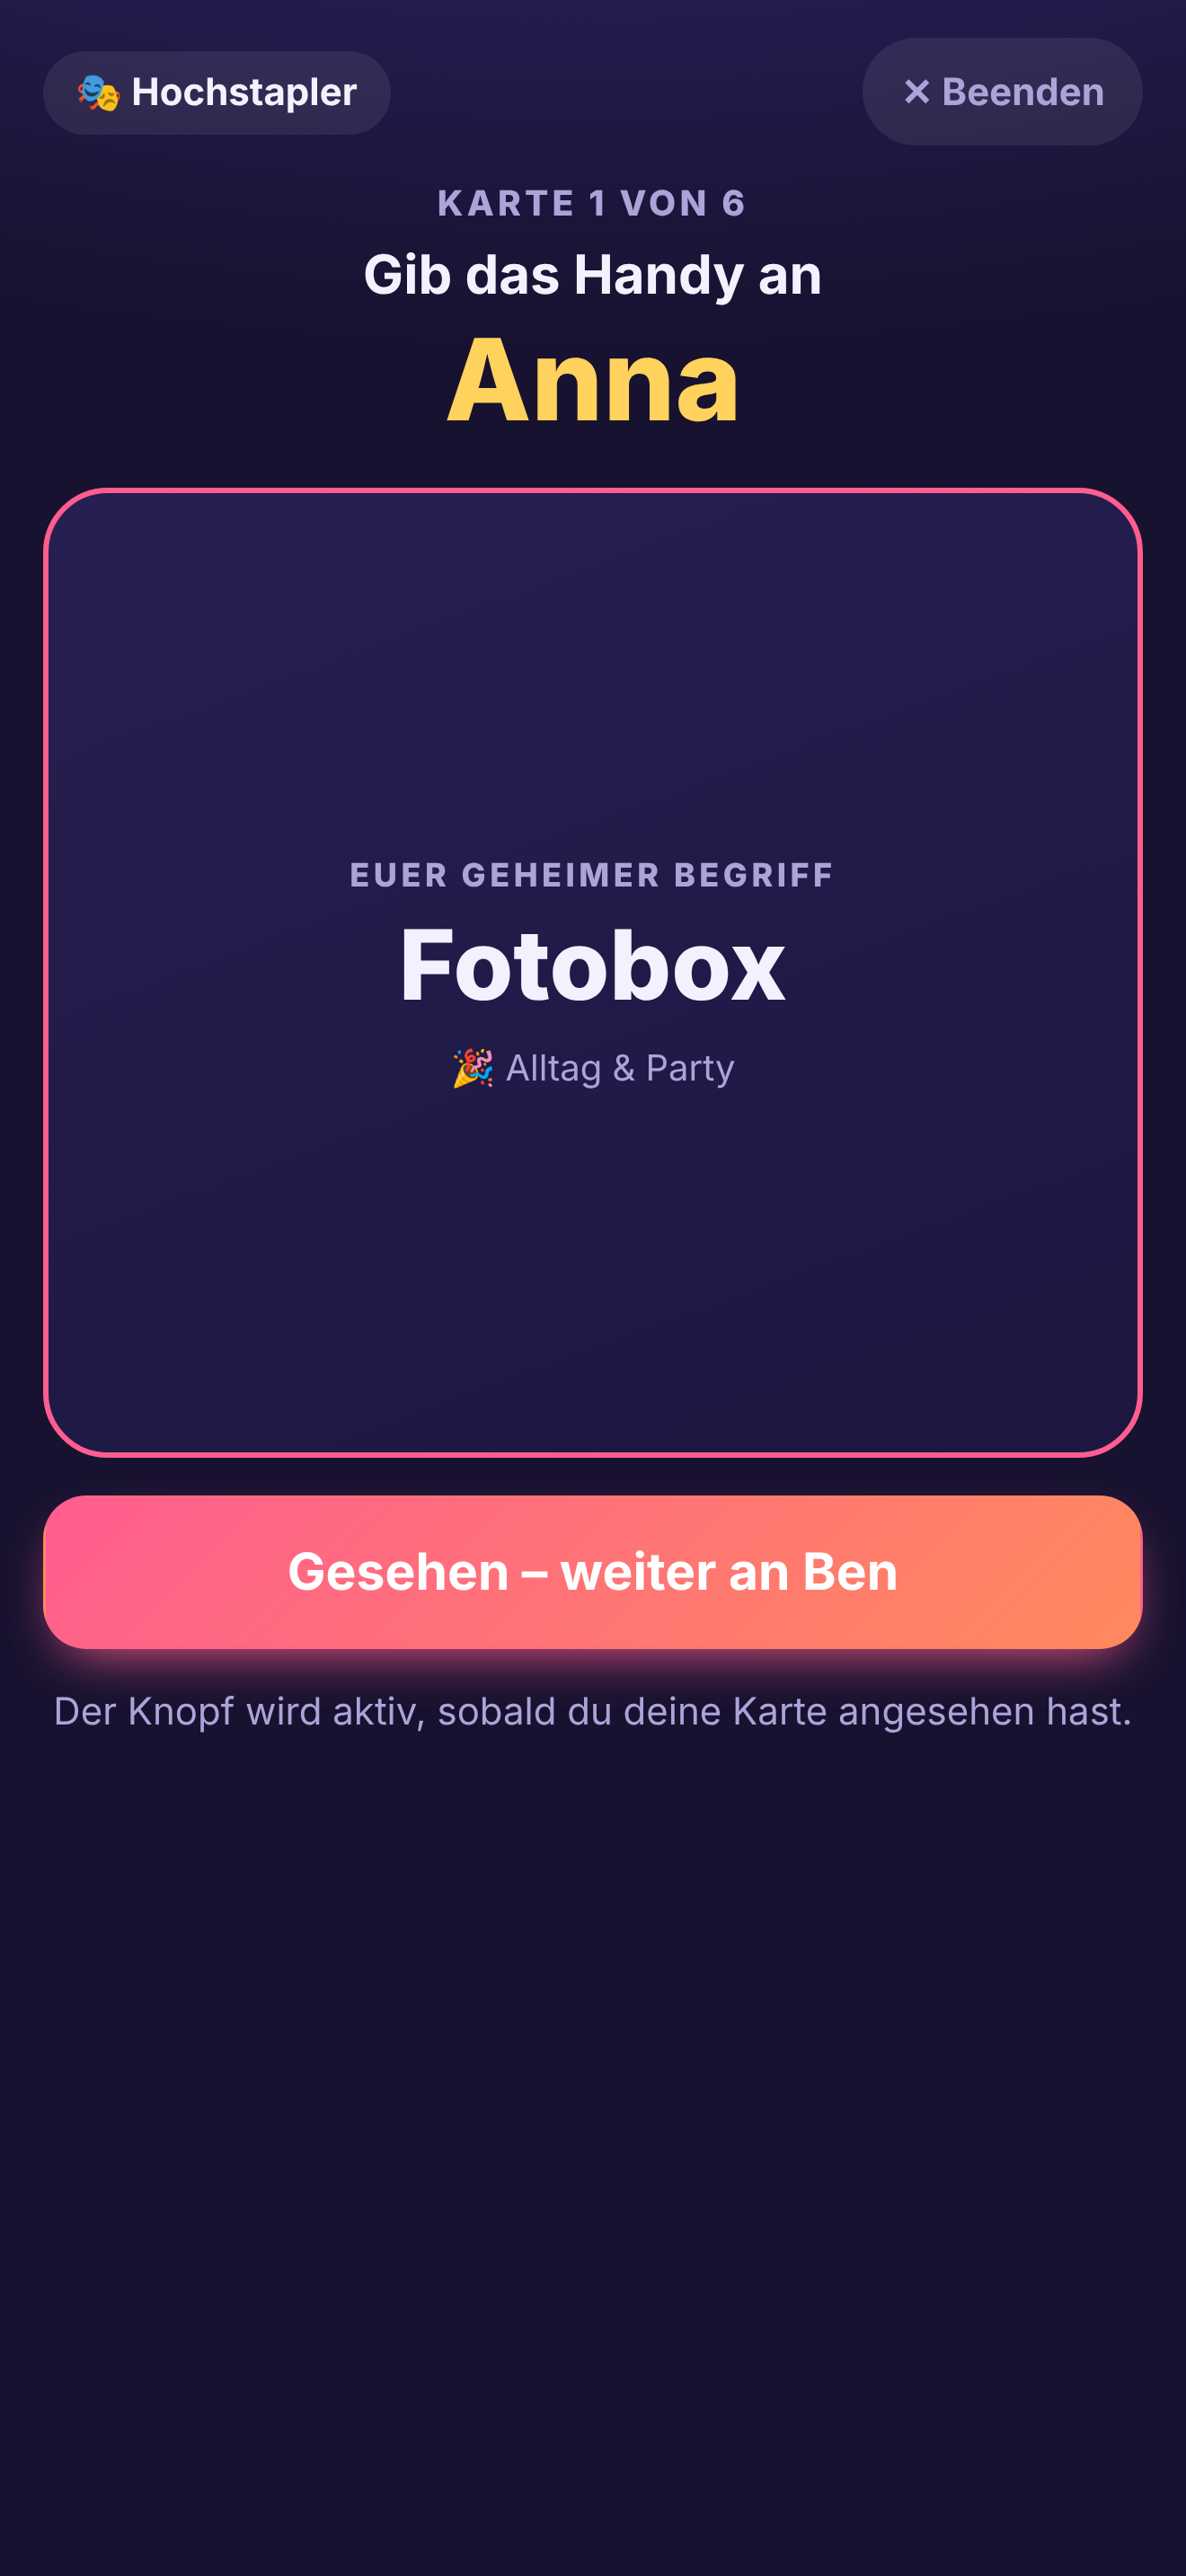 🎭 Hochstapler
✕ Beenden
KARTE 1 VON 6
Gib das Handy an
Anna
EUER GEHEIMER BEGRIFF
Fotobox
🎉 Alltag & Party
Gesehen – weiter an Ben
Der Knopf wird aktiv, sobald du deine Karte angesehen hast.